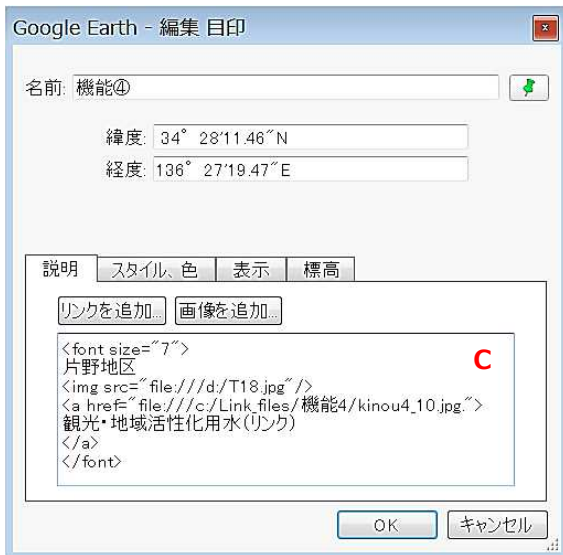 Google Earth - 編集 目印
名前: 機能④
緯度: 34° 28'11.46"N
経度: 136° 27'19.47"E
説明 スタイル、色 表示 標高
リンクを追加... 画像を追加...
<font size="7">
片野地区
<img src="file:///d:/T18.jpg"/>
<a href="file:///c:/Link_files/機能4/kinou4_10.jpg.">
観光・地域活性化用水(リンク)
</a>
</font>
C
OK キャンセル